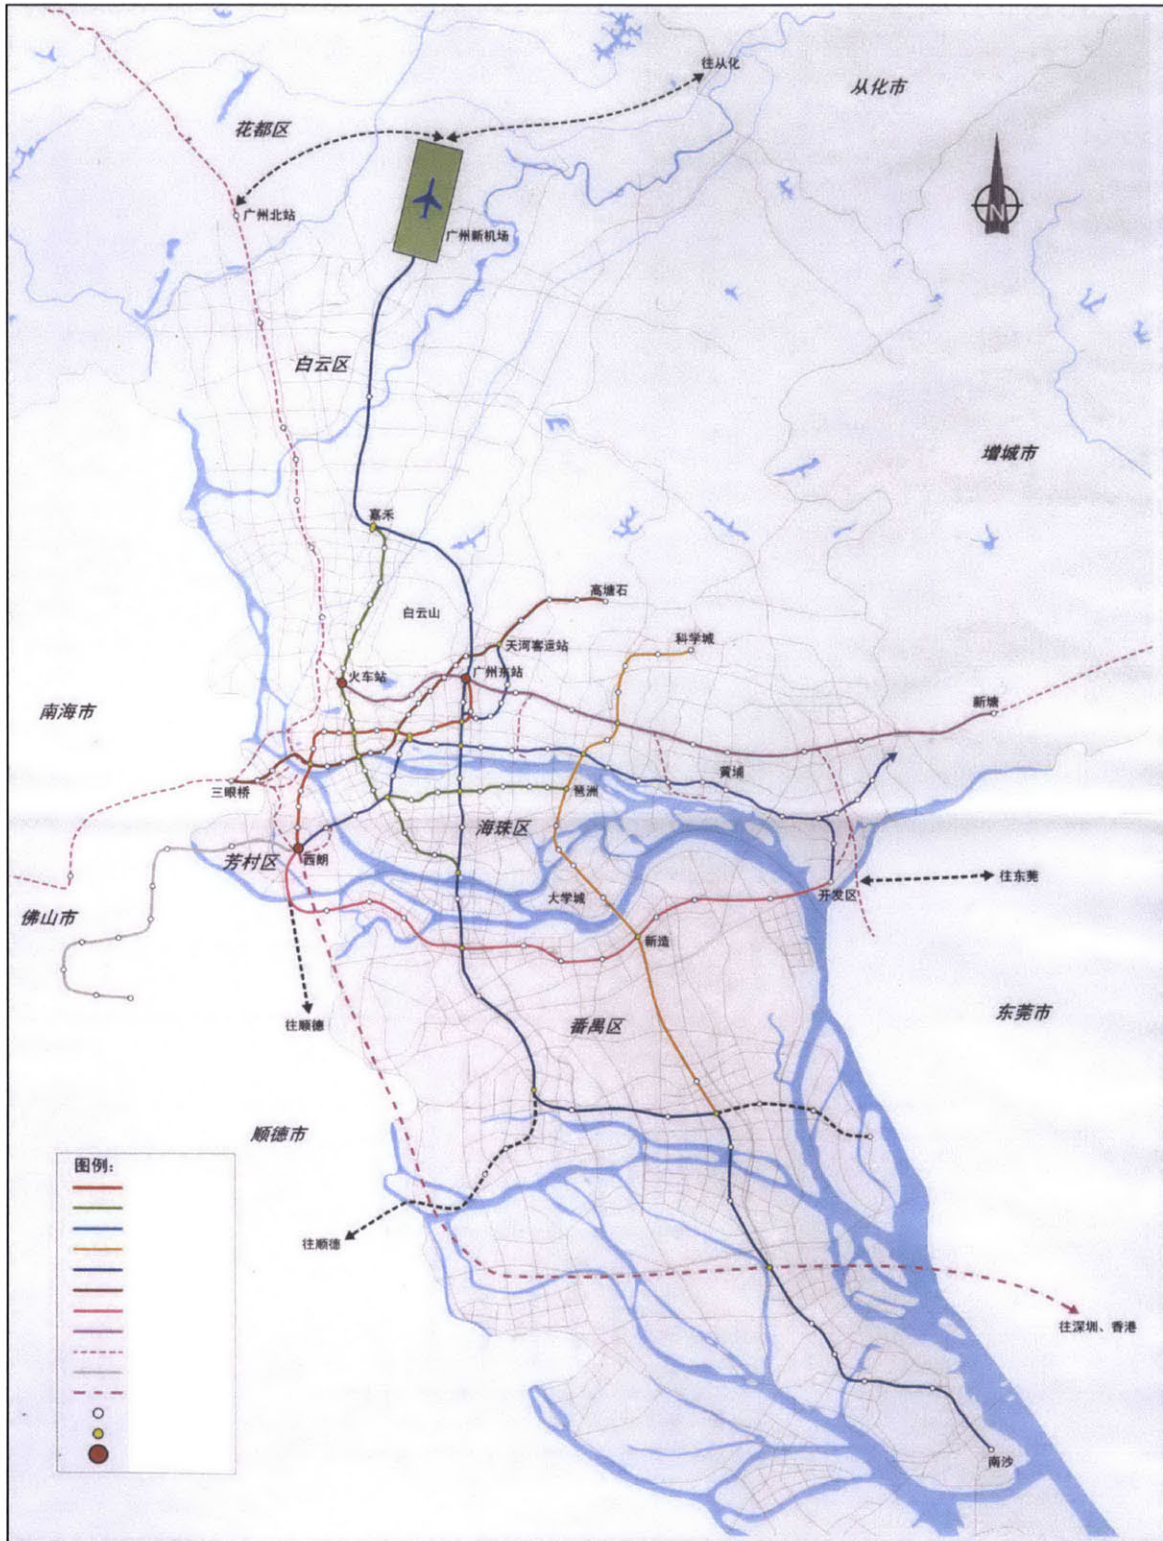 往从化
从化市
花都区
N
广州北站
广州新机场
白云区
增城市
嘉禾
高塘石
白云山
科学城
天河客运站
火车站
广州东站
南海市
新塘
三眼桥
黄埔
琶洲
海珠区
芳村区
西朗
往东莞
开发区
大学城
佛山市
新造
东莞市
往顺德
番禺区
顺德市
图例:
往顺德
往深圳、香港
南沙